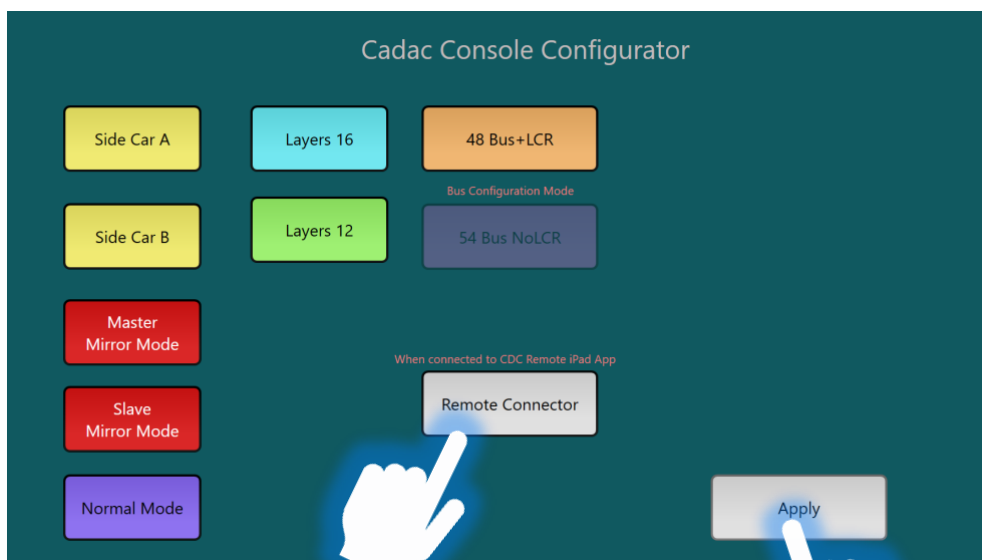 Cadac Console Configurator
Side Car A
Layers 16
48 Bus+LCR
Bus Configuration Mode
Side Car B
Layers 12
54 Bus NoLCR
Master
Mirror Mode
When connected to CDC Remote iPad App
Remote Connector
Slave
Mirror Mode
Normal Mode
Apply